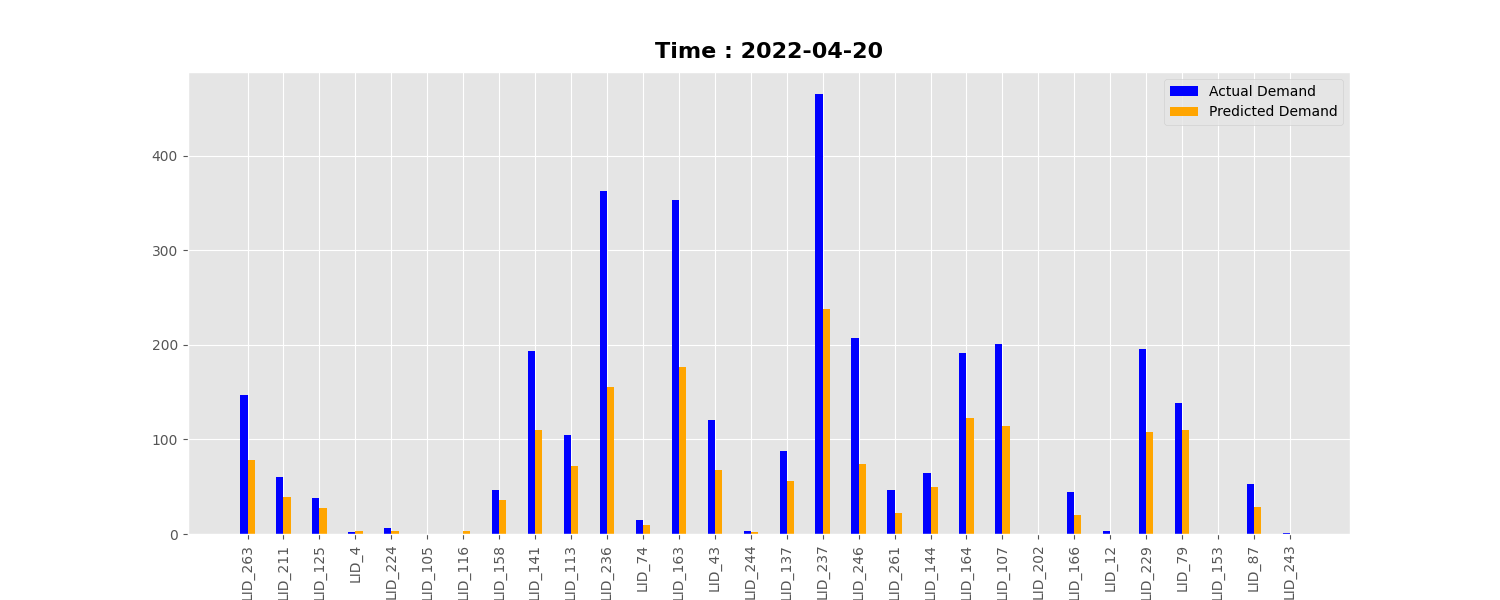 Time : 2022-04-20
Actual Demand
Predicted Demand
400
300
200
100
0
LID_263
LID_211
LID_125
LID_4
LID_224
LID_105
LID_116
LID_158
LID_141
LID_113
LID_236
LID_74
LID_163
LID_43
LID_244
LID_137
LID_237
LID_246
LID_261
LID_144
LID_164
LID_107
LID_202
LID_166
LID_12
LID_229
LID_79
LID_153
LID_87
LID_243